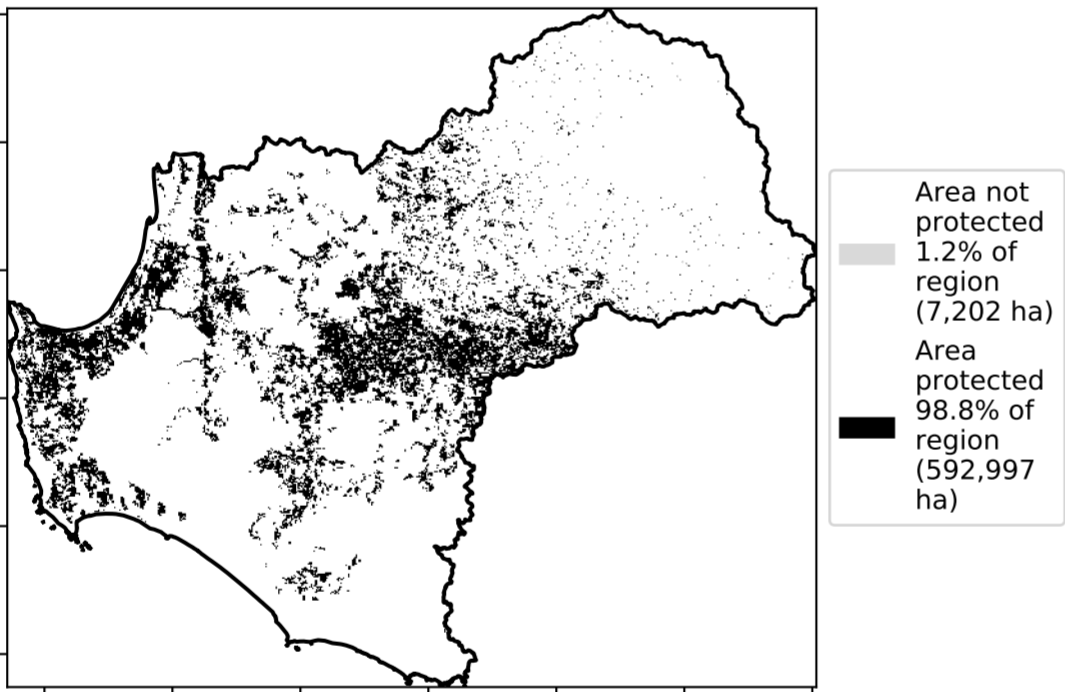 Area not
protected
1.2% of
region
(7,202 ha)
Area
protected
98.8% of
region
(592,997
ha)